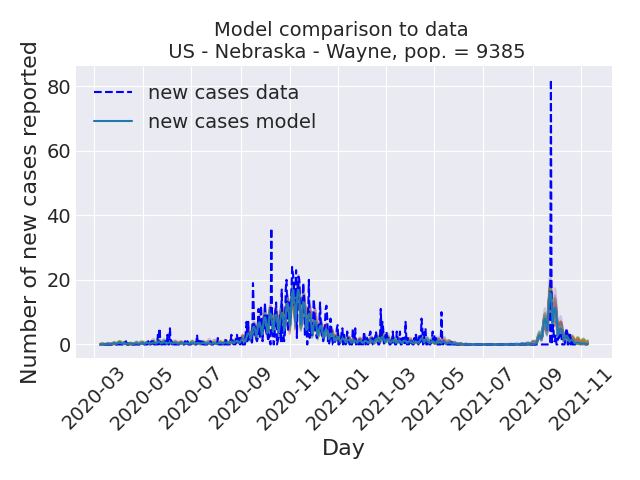 Model comparison to data
US - Nebraska - Wayne, pop. = 9385
new cases data
new cases model
Number of new cases reported
80
60
40
20
0
2020-03
2020-05
2020-07
2020-09
2020-11
2021-01
2021-03
2021-05
2021-07
2021-09
2021-11
Day